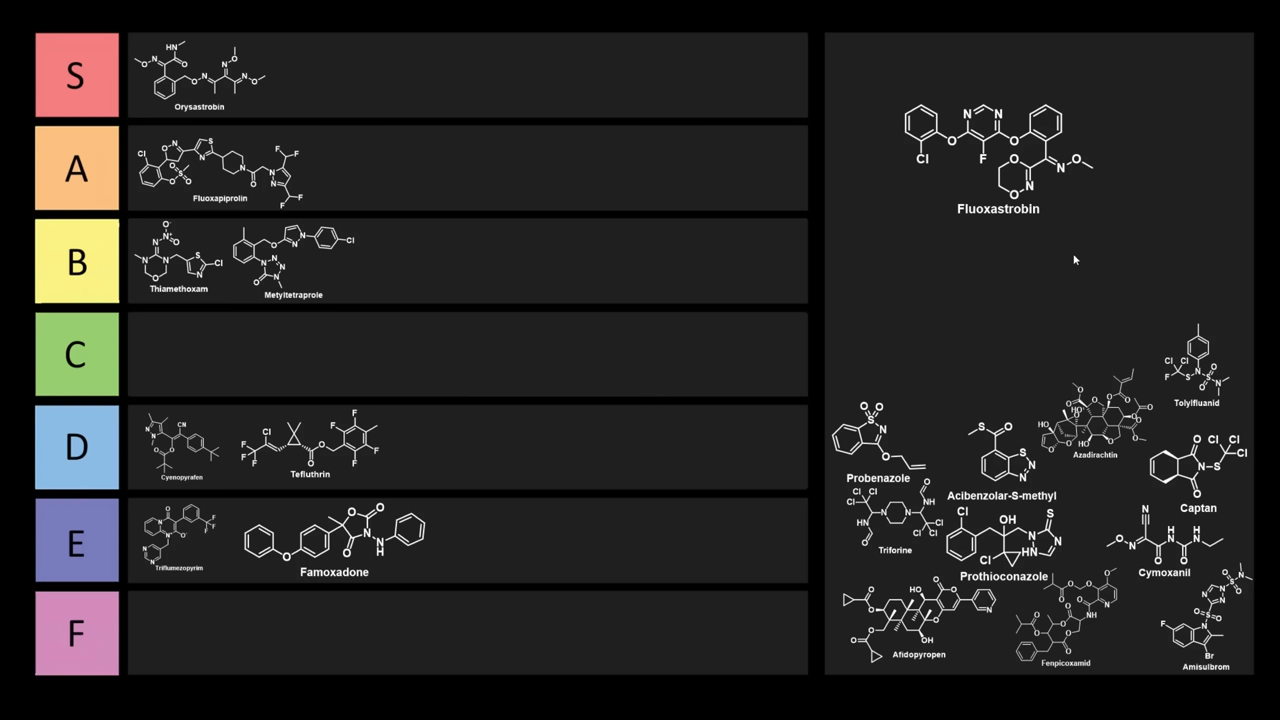 S
Orysastrobin
A
Fluoxapiprolin
B
Thiamethoxam
Metyltetraprole
C
D
Cyenopyrafen
Tefluthrin
E
Triflumezopyrim
Famoxadone
F
Fluoxastrobin
Tolylfluanid
Azadirachtin
Probenazole
Acibenzolar-S-methyl
Captan
Triforine
Prothioconazole
Cymoxanil
Afidopyropen
Fenpicoxamid
Amisulbrom